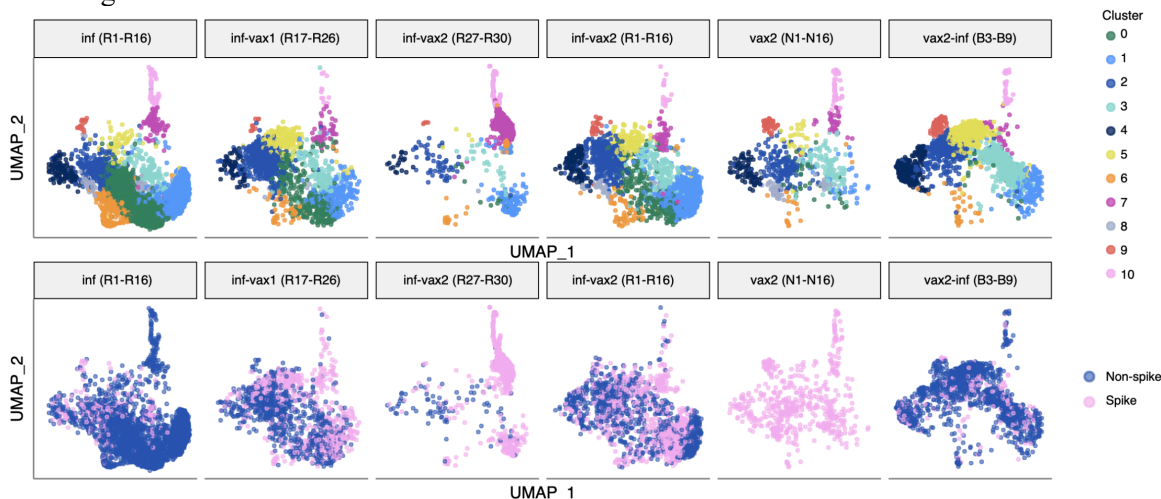 Cluster
inf (R1-R16)
inf-vax1 (R17-R26)
inf-vax2 (R27-R30)
inf-vax2 (R1-R16)
vax2 (N1-N16)
vax2-inf (B3-B9)
0
1
2
3
4
5
6
7
8
9
10
UMAP_2
UMAP_1
inf (R1-R16)
inf-vax1 (R17-R26)
inf-vax2 (R27-R30)
inf-vax2 (R1-R16)
vax2 (N1-N16)
vax2-inf (B3-B9)
UMAP_2
Non-spike
Spike
UMAP_1